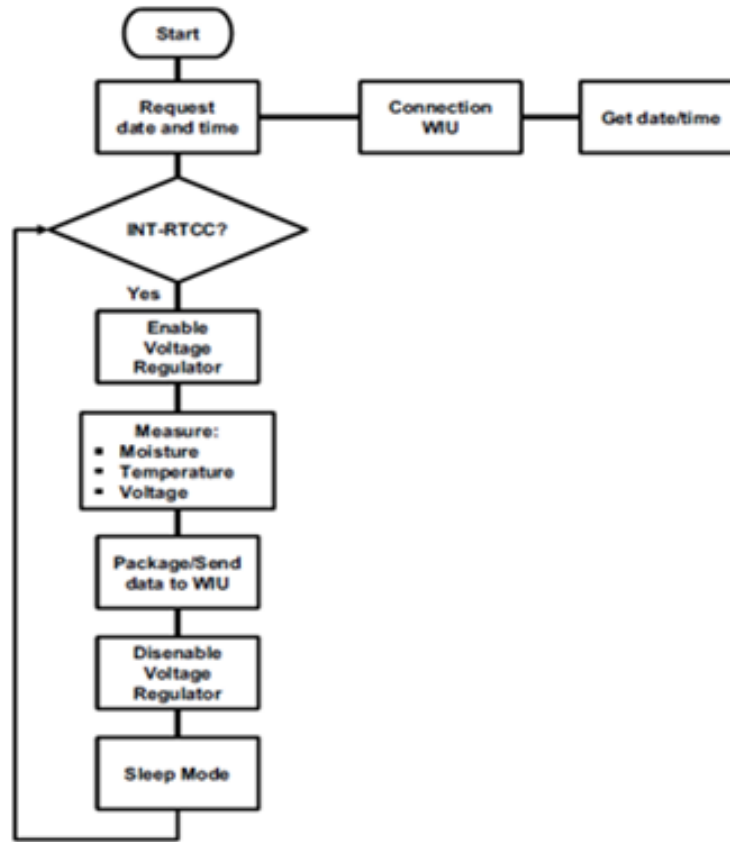 Start
Request
date and time
Connection
WIU
Get date/time
INT-RTCC?
Yes
Enable
Voltage
Regulator
Measure:
▪ Moisture
▪ Temperature
▪ Voltage
Package/Send
data to WIU
Disenable
Voltage
Regulator
Sleep Mode